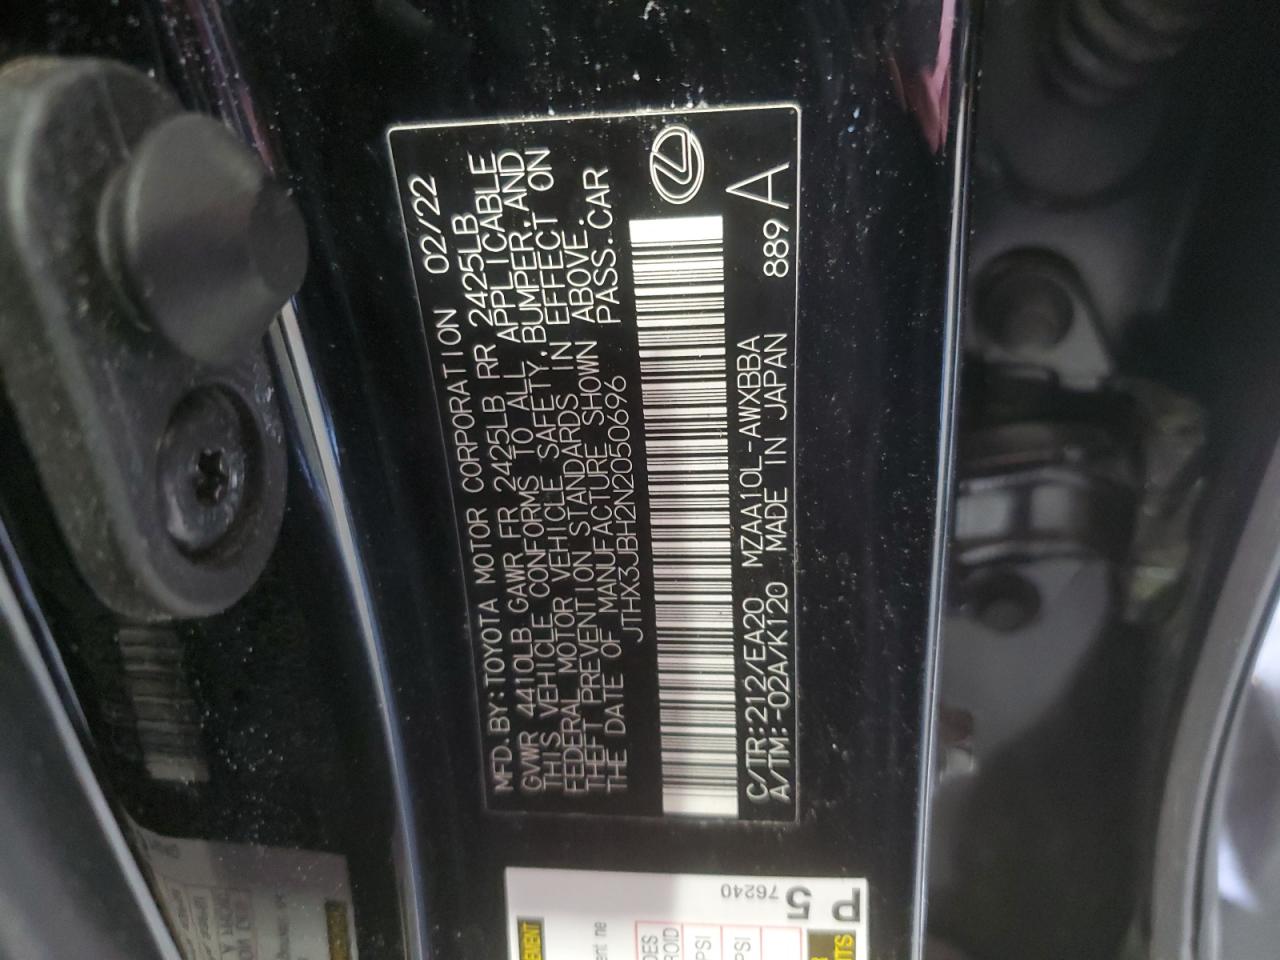 MFD. BY:TOYOTA MOTOR CORPORATION 02/22
GVWR 4410LB GAWR FR 2425LB RR 2425LB
THIS VEHICLE CONFORMS TO ALL APPLICABLE
FEDERAL MOTOR VEHICLE SAFETY,BUMPER,AND
THEFT PREVENTION STANDARDS IN EFFECT ON
THE DATE OF MANUFACTURE SHOWN ABOVE.
JTHX3JBH2N2050696 PASS.CAR
C/TR:212/EA20 MZAA10L-AWXBBA 889 A
A/TM:-02A/K120 MADE IN JAPAN
76240
5
P
PSI
PSI